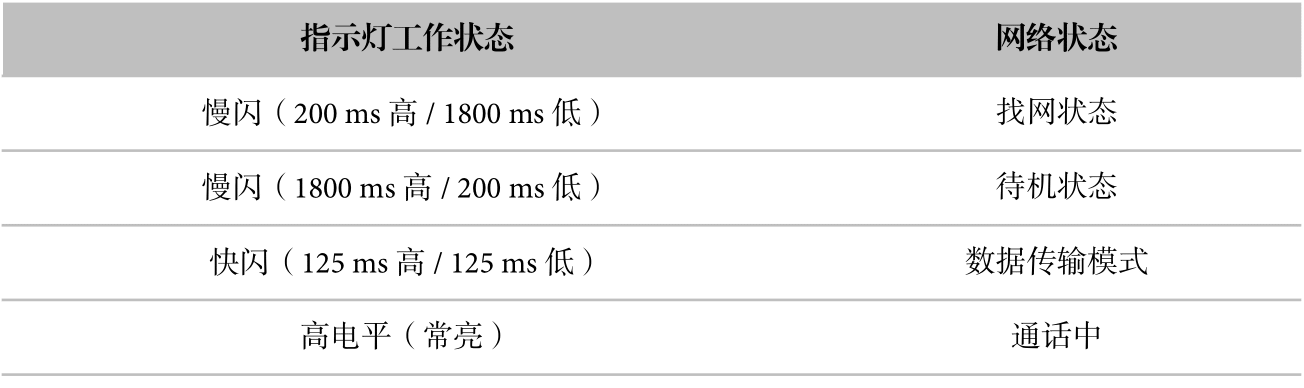 指示灯工作状态 网络状态
慢闪（200 ms 高 / 1800 ms 低） 找网状态
慢闪（1800 ms 高 / 200 ms 低） 待机状态
快闪（125 ms 高 / 125 ms 低） 数据传输模式
高电平（常亮） 通话中